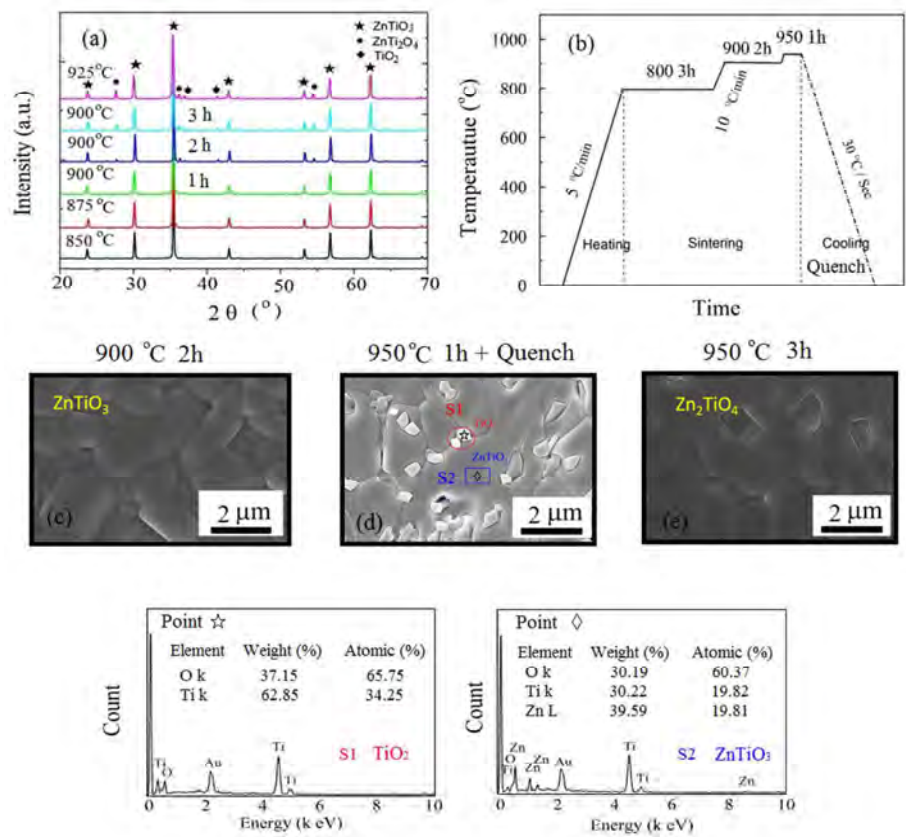 (a)
★ ZnTiO₃
• ZnTi₂O₄
◆ TiO₂
925°C
900°C 3 h
900°C 2 h
900°C 1 h
875°C
850°C
Intensity (a.u.)
20 30 40 50 60 70
2 θ (°)
(b)
1000
800
600
400
200
0
Temperautue (°C)
5 °C/min
800 3h
10 °C/min
900 2h
950 1h
30 °C / Sec
Heating
Sintering
Cooling
Quench
Time
900 °C 2h
950°C 1h + Quench
950°C 3h
ZnTiO₃
(c)
2 µm
S1
S2
(d)
2 µm
Zn₂TiO₄
(e)
2 µm
Point ☆
Element Weight (%) Atomic (%)
O k 37.15 65.75
Ti k 62.85 34.25
S1 TiO₂
Count
Ti
O
Au
Ti
Ti
0 2 4 6 8 10
Energy (k eV)
Point ◊
Element Weight (%) Atomic (%)
O k 30.19 60.37
Ti k 30.22 19.82
Zn L 39.59 19.81
S2 ZnTiO₃
Count
Zn
O
Ti
Zn
Zn
Au
Ti
Ti
Zn
0 2 4 6 8 10
Energy (k eV)